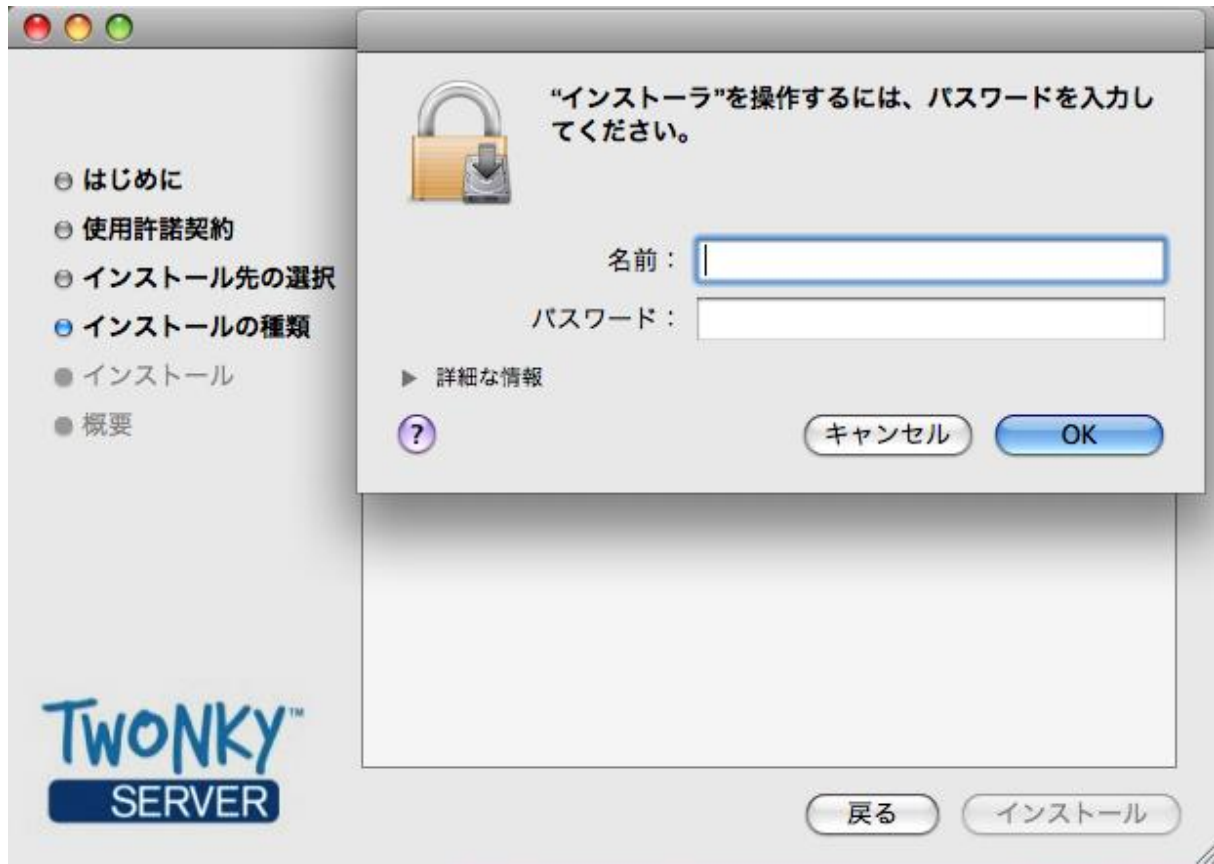 “インストーラ”を操作するには、パスワードを入力し
てください。
名前：
パスワード：
詳細な情報
?
キャンセル
OK
はじめに
使用許諾契約
インストール先の選択
インストールの種類
インストール
概要
TWONKY™
SERVER
戻る
インストール